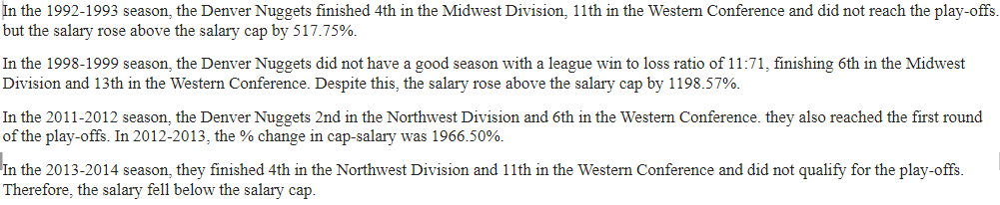 In the 1992-1993 season, the Denver Nuggets finished 4th in the Midwest Division, 11th in the Western Conference and did not reach the play-offs.
but the salary rose above the salary cap by 517.75%.
In the 1998-1999 season, the Denver Nuggets did not have a good season with a league win to loss ratio of 11:71, finishing 6th in the Midwest
Division and 13th in the Western Conference. Despite this, the salary rose above the salary cap by 1198.57%.
In the 2011-2012 season, the Denver Nuggets 2nd in the Northwest Division and 6th in the Western Conference. they also reached the first round
of the play-offs. In 2012-2013, the % change in cap-salary was 1966.50%.
In the 2013-2014 season, they finished 4th in the Northwest Division and 11th in the Western Conference and did not qualify for the play-offs.
Therefore, the salary fell below the salary cap.